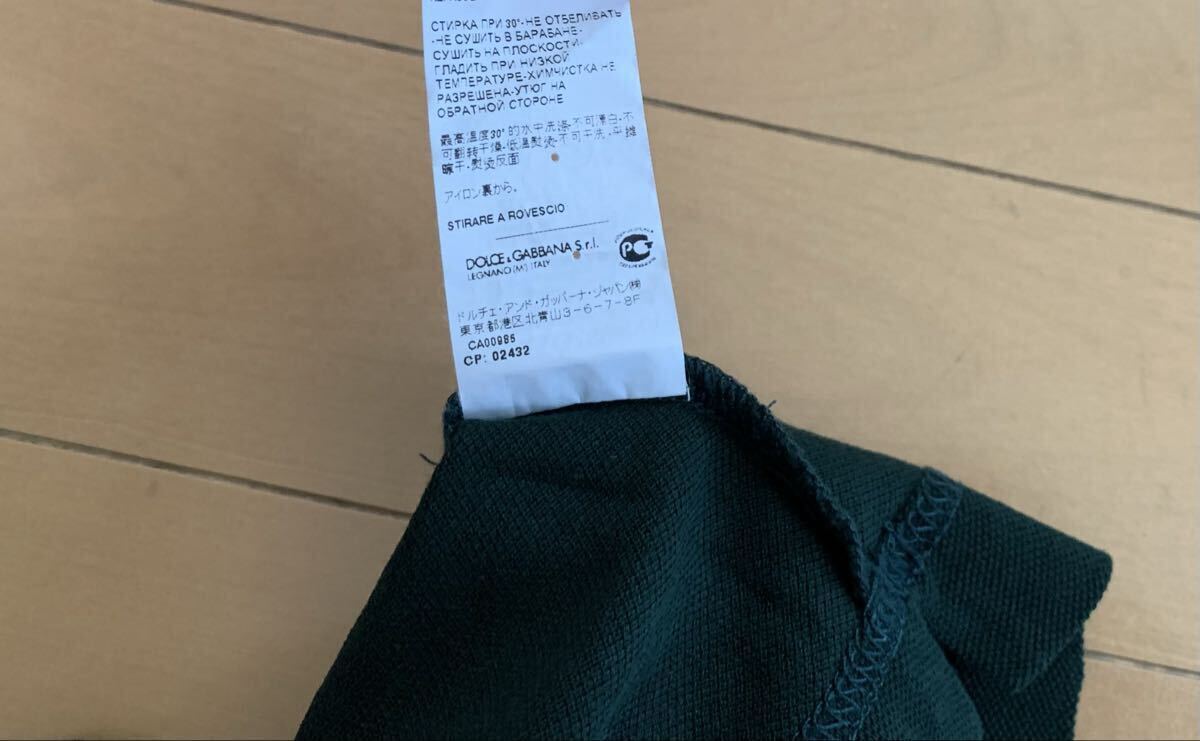 СТИРКА ПРИ 30°-НЕ ОТБЕЛИВАТЬ
-НЕ СУШИТЬ В БАРАБАНЕ-
СУШИТЬ НА ПЛОСКОСТИ-
ГЛАДИТЬ ПРИ НИЗКОЙ
ТЕМПЕРАТУРЕ-ХИМЧИСТКА НЕ
РАЗРЕШЕНА-УТЮГ НА
ОБРАТНОЙ СТОРОНЕ
最高温度30°的水中洗涤-不可漂白-不
可翻转干燥-低温熨烫-不可干洗-平摊
晾干-熨烫反面
アイロン裏から。
STIRARE A ROVESCIO
DOLCE & GABBANA S.r.l.
LEGNANO (MI) ITALY
PCT
ドルチェ・アンド・ガッバーナ・ジャパン㈱
東京都港区北青山3-6-7-8F
CA00985
CP: 02432